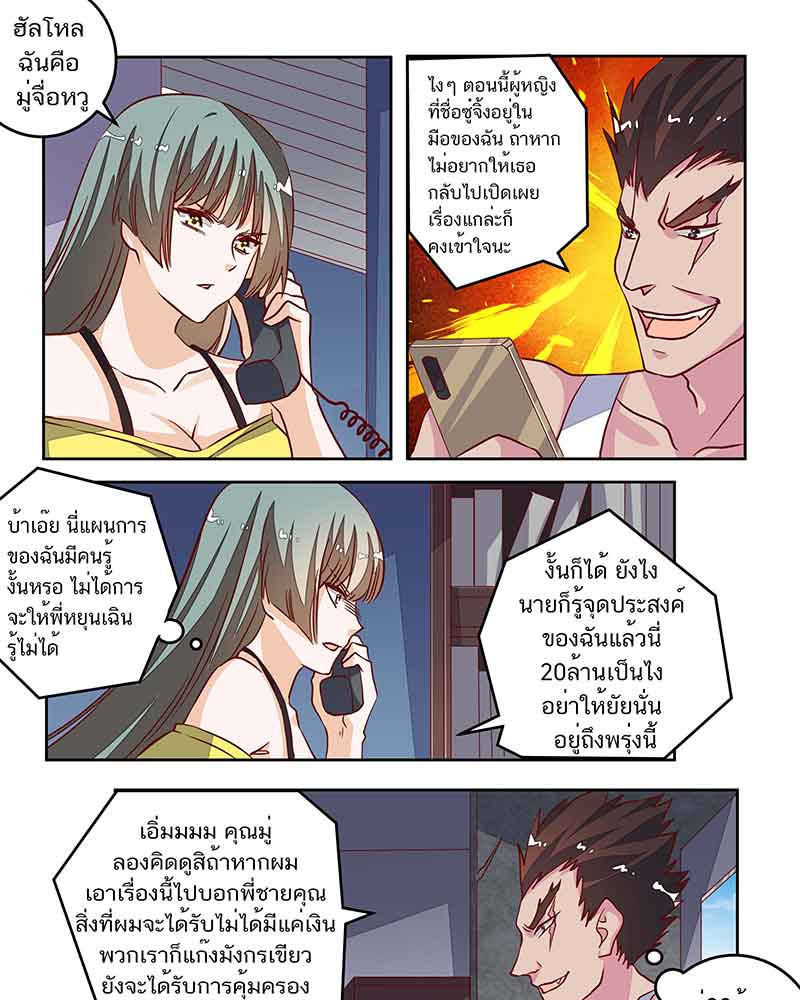 ฮัลโหล
ฉันคือ
มู่จื่อหวู
ไงๆ ตอนนี้ผู้หญิง
ที่ชื่อซู่จิ้งอยู่ใน
มือของฉัน ถ้าหาก
ไม่อยากให้เธอ
กลับไปเปิดเผย
เรื่องแกล่ะก็
คงเข้าใจนะ
บ้าเอ๊ย นี่แผนการ
ของฉันมีคนรู้
งั้นหรอ ไม่ได้การ
จะให้พี่หยุนเฉิน
รู้ไม่ได้
งั้นก็ได้ ยังไง
นายก็รู้จุดประสงค์
ของฉันแล้วนี่
20ล้านเป็นไง
อย่าให้ยัยนั่น
อยู่ถึงพรุ่งนี้
เอิ่มมมม คุณมู่
ลองคิดดูสิถ้าหากผม
เอาเรื่องนี้ไปบอกพี่ชายคุณ
สิ่งที่ผมจะได้รับไม่ได้มีแค่เงิน
พวกเราก็แก๊งมังกรเขียว
ยังจะได้รับการคุ้มครอง